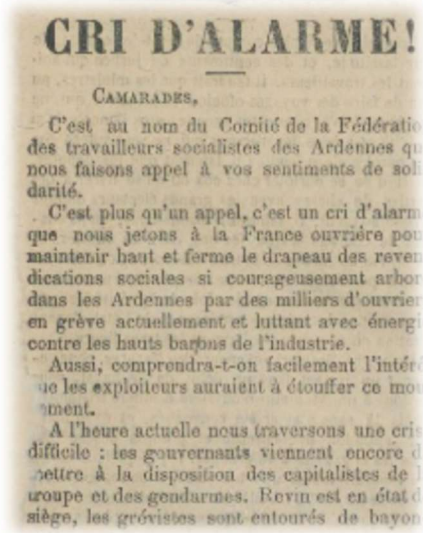 CRI D'ALARME!
CAMARADES,
C'est au nom du Comité de la Fédératio
des travailleurs socialistes des Ardennes qu
nous faisons appel à vos sentiments de soli
darité.
C'est plus qu'un appel, c'est un cri d'alarm
que nous jetons à la France ouvrière pou
maintenir haut et ferme le drapeau des reven
dications sociales si courageusement arbor
dans les Ardennes par des milliers d'ouvrier
en grève actuellement et luttant avec énergi
contre les hauts barons de l'industrie.
Aussi, comprendra-t-on facilement l'intér
ue les exploiteurs auraient à étouffer ce mou
ement.
A l'heure actuelle nous traversons une cris
difficile : les gouvernants viennent encore d
mettre à la disposition des capitalistes de l
troupe et des gendarmes. Revin est en état d
siège, les grévistes sont entourés de bayon